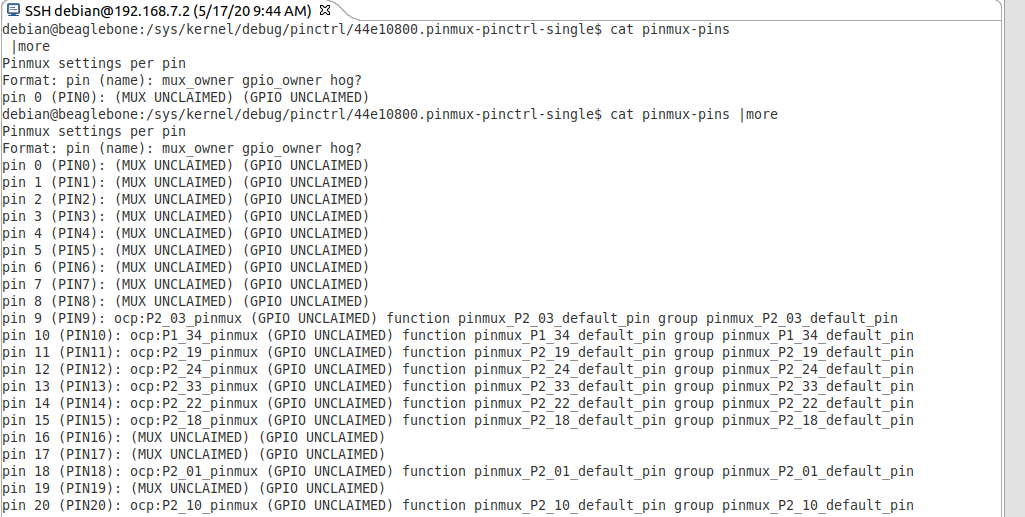 SSH debian@192.168.7.2 (5/17/20 9:44 AM)
debian@beaglebone:/sys/kernel/debug/pinctrl/44e10800.pinmux-pinctrl-single$ cat pinmux-pins
|more
Pinmux settings per pin
Format: pin (name): mux_owner gpio_owner hog?
pin 0 (PIN0): (MUX UNCLAIMED) (GPIO UNCLAIMED)
debian@beaglebone:/sys/kernel/debug/pinctrl/44e10800.pinmux-pinctrl-single$ cat pinmux-pins |more
Pinmux settings per pin
Format: pin (name): mux_owner gpio_owner hog?
pin 0 (PIN0): (MUX UNCLAIMED) (GPIO UNCLAIMED)
pin 1 (PIN1): (MUX UNCLAIMED) (GPIO UNCLAIMED)
pin 2 (PIN2): (MUX UNCLAIMED) (GPIO UNCLAIMED)
pin 3 (PIN3): (MUX UNCLAIMED) (GPIO UNCLAIMED)
pin 4 (PIN4): (MUX UNCLAIMED) (GPIO UNCLAIMED)
pin 5 (PIN5): (MUX UNCLAIMED) (GPIO UNCLAIMED)
pin 6 (PIN6): (MUX UNCLAIMED) (GPIO UNCLAIMED)
pin 7 (PIN7): (MUX UNCLAIMED) (GPIO UNCLAIMED)
pin 8 (PIN8): (MUX UNCLAIMED) (GPIO UNCLAIMED)
pin 9 (PIN9): ocp:P2_03_pinmux (GPIO UNCLAIMED) function pinmux_P2_03_default_pin group pinmux_P2_03_default_pin
pin 10 (PIN10): ocp:P1_34_pinmux (GPIO UNCLAIMED) function pinmux_P1_34_default_pin group pinmux_P1_34_default_pin
pin 11 (PIN11): ocp:P2_19_pinmux (GPIO UNCLAIMED) function pinmux_P2_19_default_pin group pinmux_P2_19_default_pin
pin 12 (PIN12): ocp:P2_24_pinmux (GPIO UNCLAIMED) function pinmux_P2_24_default_pin group pinmux_P2_24_default_pin
pin 13 (PIN13): ocp:P2_33_pinmux (GPIO UNCLAIMED) function pinmux_P2_33_default_pin group pinmux_P2_33_default_pin
pin 14 (PIN14): ocp:P2_22_pinmux (GPIO UNCLAIMED) function pinmux_P2_22_default_pin group pinmux_P2_22_default_pin
pin 15 (PIN15): ocp:P2_18_pinmux (GPIO UNCLAIMED) function pinmux_P2_18_default_pin group pinmux_P2_18_default_pin
pin 16 (PIN16): (MUX UNCLAIMED) (GPIO UNCLAIMED)
pin 17 (PIN17): (MUX UNCLAIMED) (GPIO UNCLAIMED)
pin 18 (PIN18): ocp:P2_01_pinmux (GPIO UNCLAIMED) function pinmux_P2_01_default_pin group pinmux_P2_01_default_pin
pin 19 (PIN19): (MUX UNCLAIMED) (GPIO UNCLAIMED)
pin 20 (PIN20): ocp:P2_10_pinmux (GPIO UNCLAIMED) function pinmux_P2_10_default_pin group pinmux_P2_10_default_pin